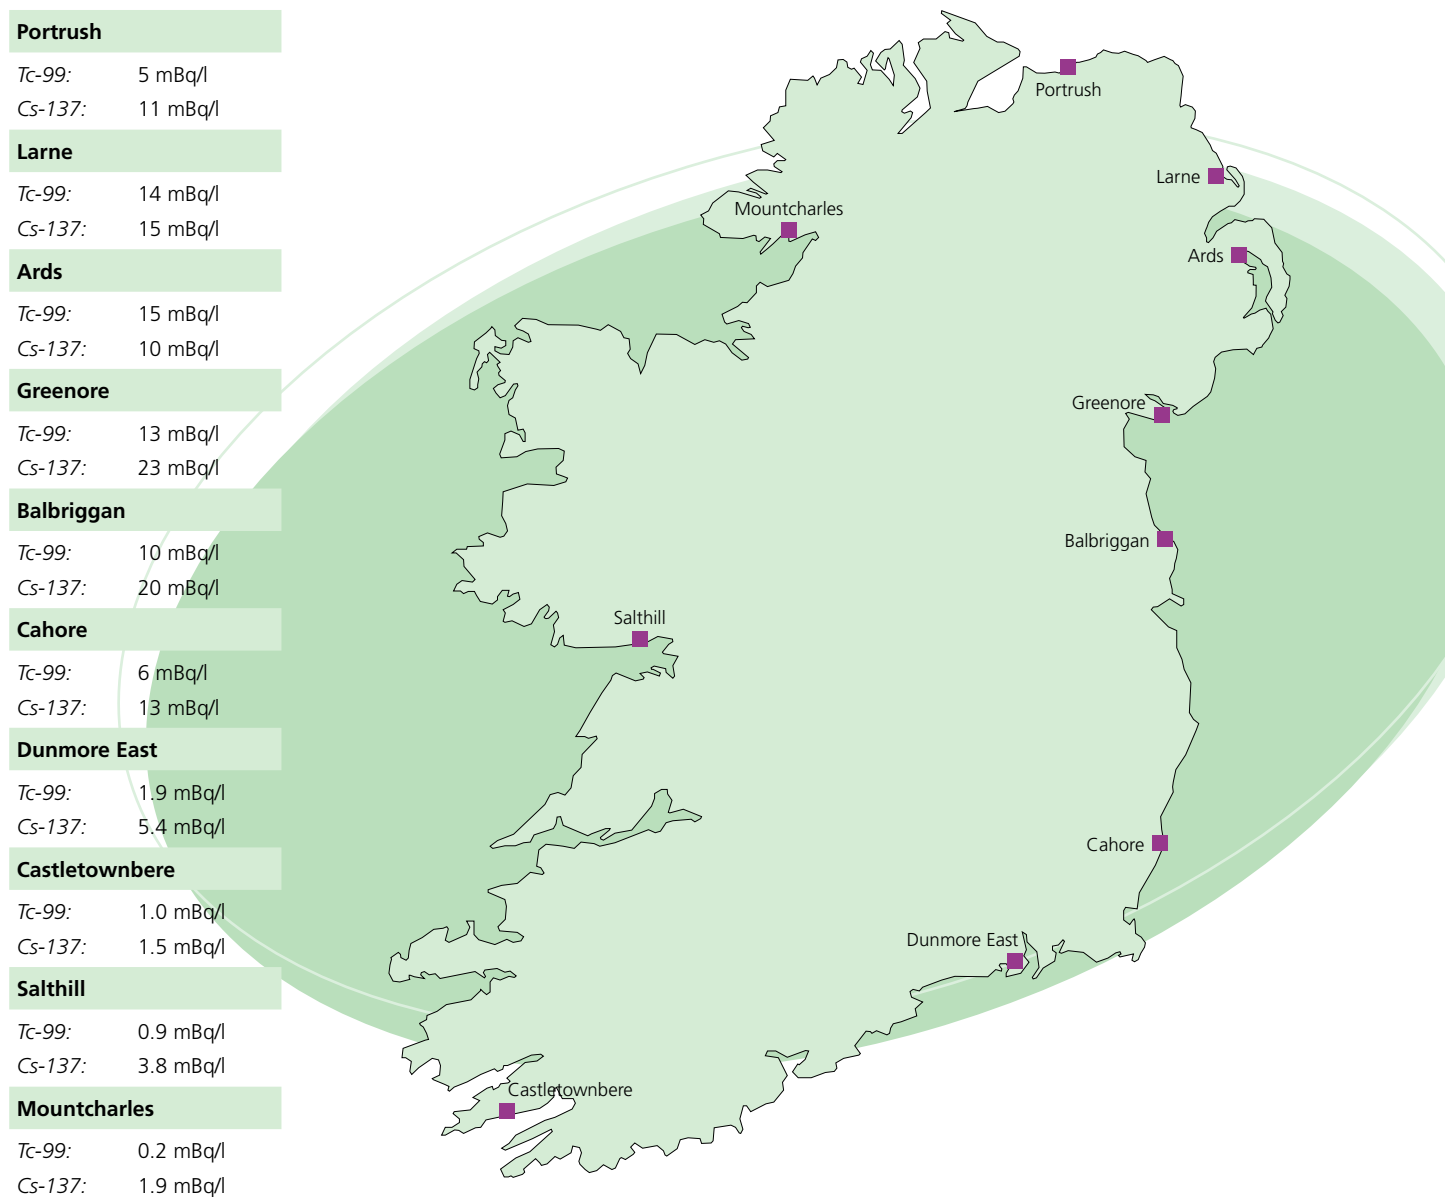 Portrush
Tc-99: 5 mBq/l
Cs-137: 11 mBq/l
Larne
Tc-99: 14 mBq/l
Cs-137: 15 mBq/l
Ards
Tc-99: 15 mBq/l
Cs-137: 10 mBq/l
Greenore
Tc-99: 13 mBq/l
Cs-137: 23 mBq/l
Balbriggan
Tc-99: 10 mBq/l
Cs-137: 20 mBq/l
Cahore
Tc-99: 6 mBq/l
Cs-137: 13 mBq/l
Dunmore East
Tc-99: 1.9 mBq/l
Cs-137: 5.4 mBq/l
Castletownbere
Tc-99: 1.0 mBq/l
Cs-137: 1.5 mBq/l
Salthill
Tc-99: 0.9 mBq/l
Cs-137: 3.8 mBq/l
Mountcharles
Tc-99: 0.2 mBq/l
Cs-137: 1.9 mBq/l
Portrush
Larne
Mountcharles
Ards
Greenore
Balbriggan
Salthill
Cahore
Dunmore East
Castletownbere